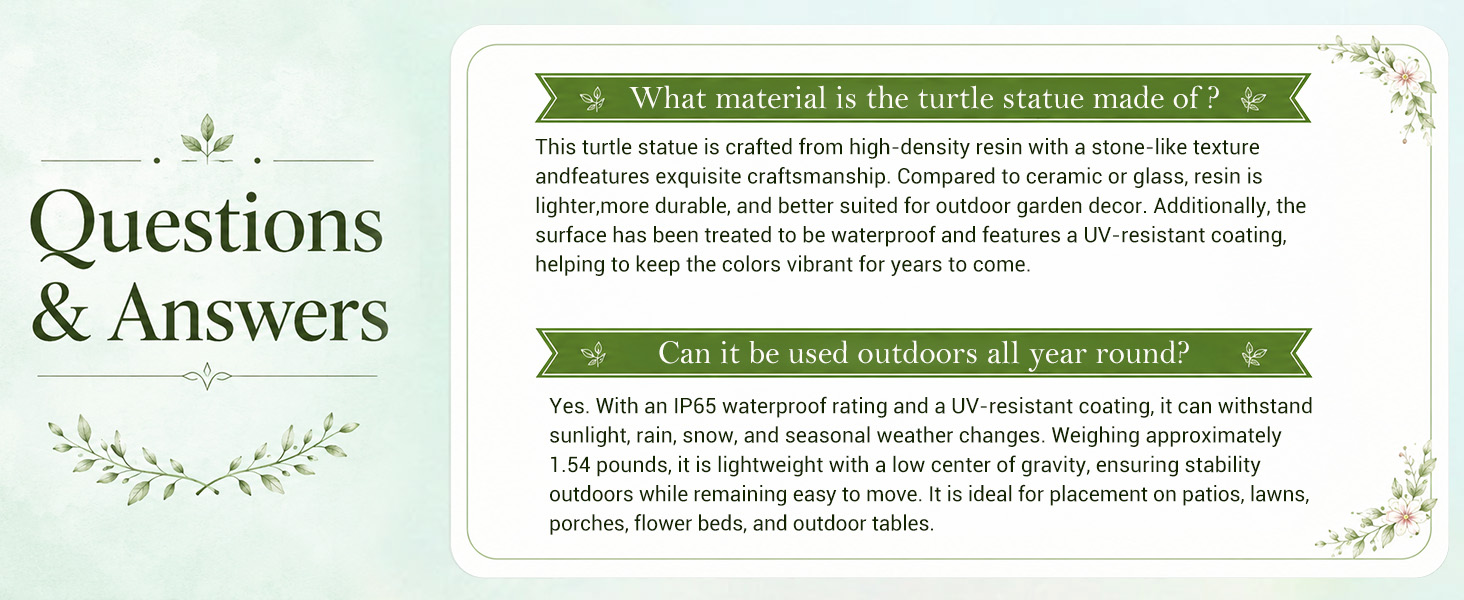 Questions
& Answers
What material is the turtle statue made of ?
This turtle statue is crafted from high-density resin with a stone-like texture
andfeatures exquisite craftsmanship. Compared to ceramic or glass, resin is
lighter,more durable, and better suited for outdoor garden decor. Additionally, the
surface has been treated to be waterproof and features a UV-resistant coating,
helping to keep the colors vibrant for years to come.
Can it be used outdoors all year round?
Yes. With an IP65 waterproof rating and a UV-resistant coating, it can withstand
sunlight, rain, snow, and seasonal weather changes. Weighing approximately
1.54 pounds, it is lightweight with a low center of gravity, ensuring stability
outdoors while remaining easy to move. It is ideal for placement on patios, lawns,
porches, flower beds, and outdoor tables.